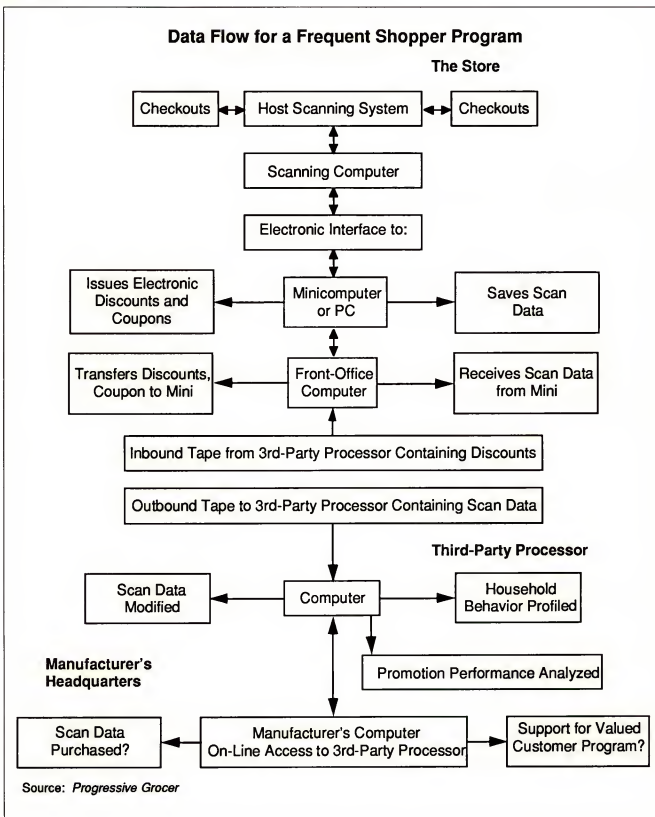 Data Flow for a Frequent Shopper Program
The Store
Checkouts
Host Scanning System
Checkouts
Scanning Computer
Electronic Interface to:
Issues Electronic
Discounts and
Coupons
Minicomputer
or PC
Saves Scan
Data
Transfers Discounts,
Coupon to Mini
Front-Office
Computer
Receives Scan Data
from Mini
Inbound Tape from 3rd-Party Processor Containing Discounts
Outbound Tape to 3rd-Party Processor Containing Scan Data
Third-Party Processor
Scan Data
Modified
Computer
Household
Behavior Profiled
Promotion Performance Analyzed
Manufacturer's
Headquarters
Scan Data
Purchased?
Manufacturer's Computer
On-Line Access to 3rd-Party Processor
Support for Valued
Customer Program?
Source: Progressive Grocer